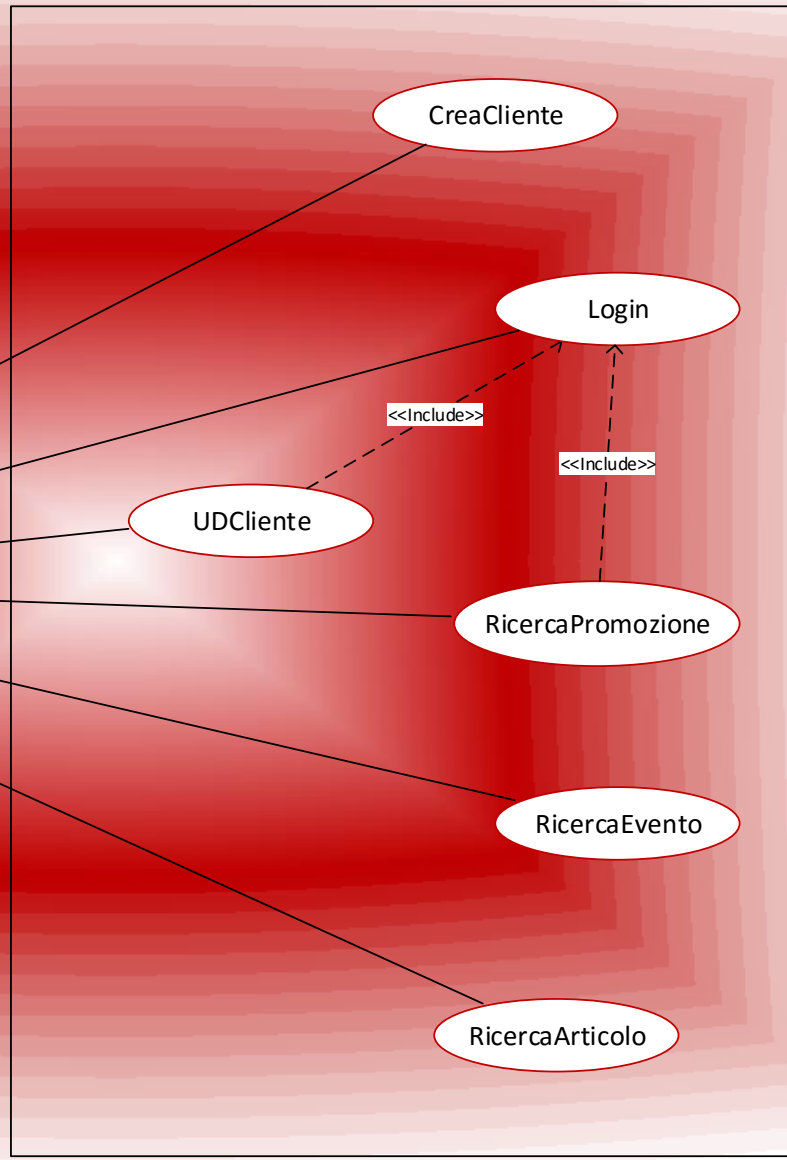 CreaCliente
Login
<<Include>>
<<Include>>
UDCliente
RicercaPromozione
RicercaEvento
RicercaArticolo